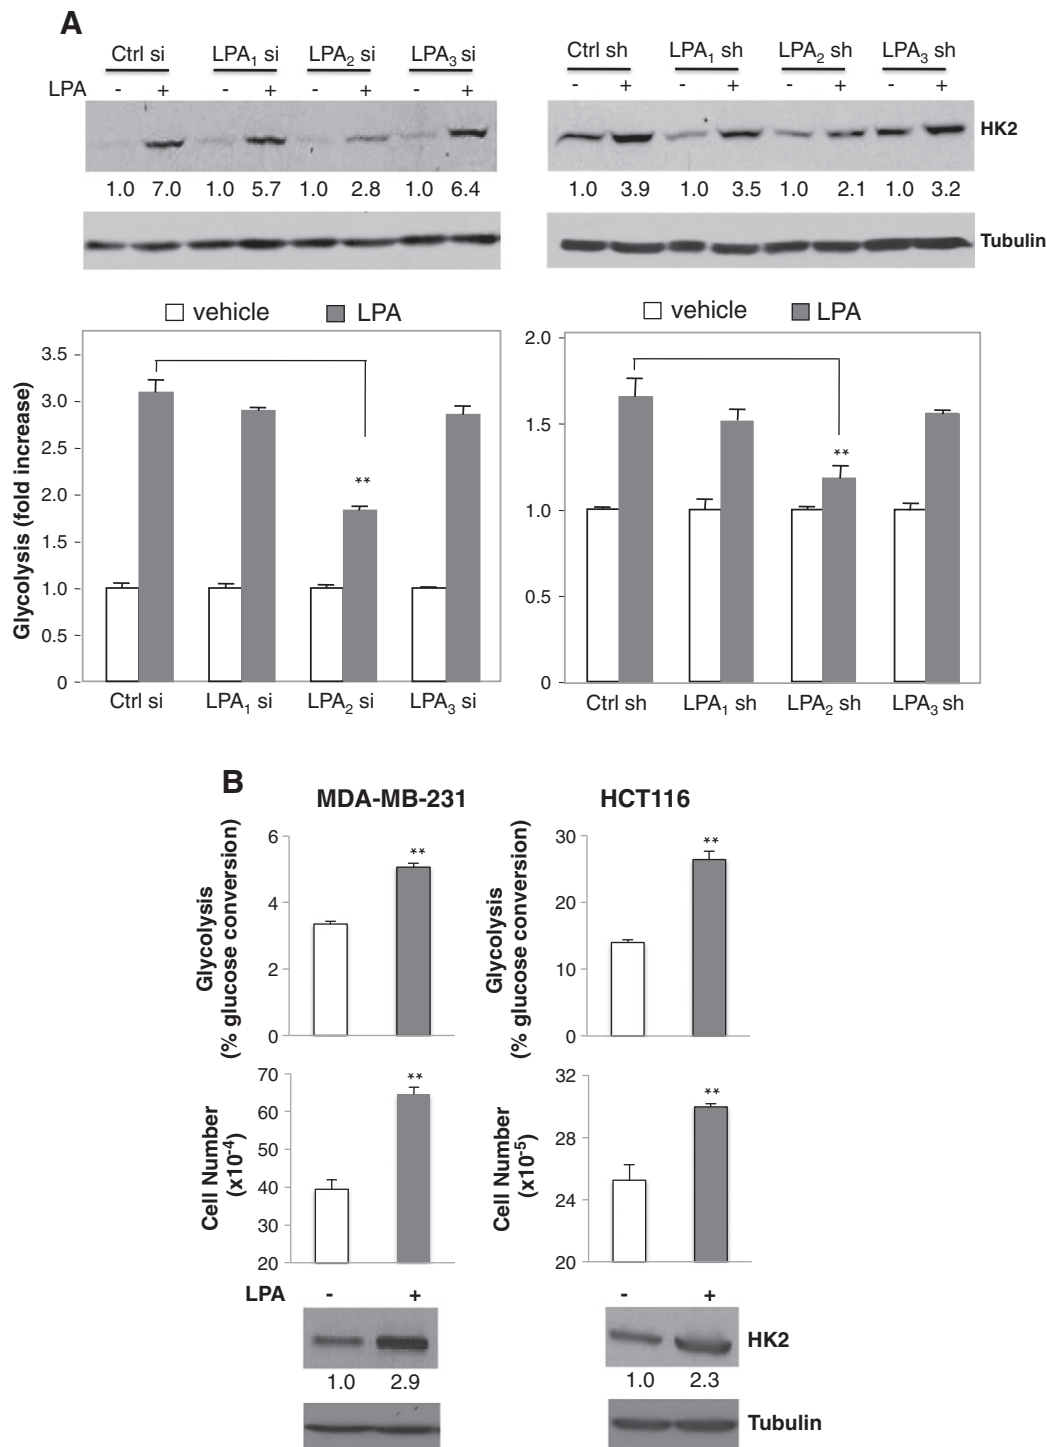 A
Ctrl si LPA₁ si LPA₂ si LPA₃ si
LPA - + - + - + - +
1.0 7.0 1.0 5.7 1.0 2.8 1.0 6.4
Ctrl sh LPA₁ sh LPA₂ sh LPA₃ sh
- + - + - + - +
HK2
1.0 3.9 1.0 3.5 1.0 2.1 1.0 3.2
Tubulin
vehicle LPA
Glycolysis (fold increase)
3.5
3.0
2.5
2.0
1.5
1.0
0.5
0
**
Ctrl si LPA₁ si LPA₂ si LPA₃ si
vehicle LPA
2.0
1.5
1.0
0.5
0
**
Ctrl sh LPA₁ sh LPA₂ sh LPA₃ sh
B
MDA-MB-231
Glycolysis
(% glucose conversion)
6
4
2
0
**
HCT116
Glycolysis
(% glucose conversion)
30
20
10
0
**
Cell Number
(x10⁻⁴)
70
60
50
40
30
20
**
Cell Number
(x10⁻⁵)
32
28
24
20
**
LPA - + - +
HK2
1.0 2.9 1.0 2.3
Tubulin